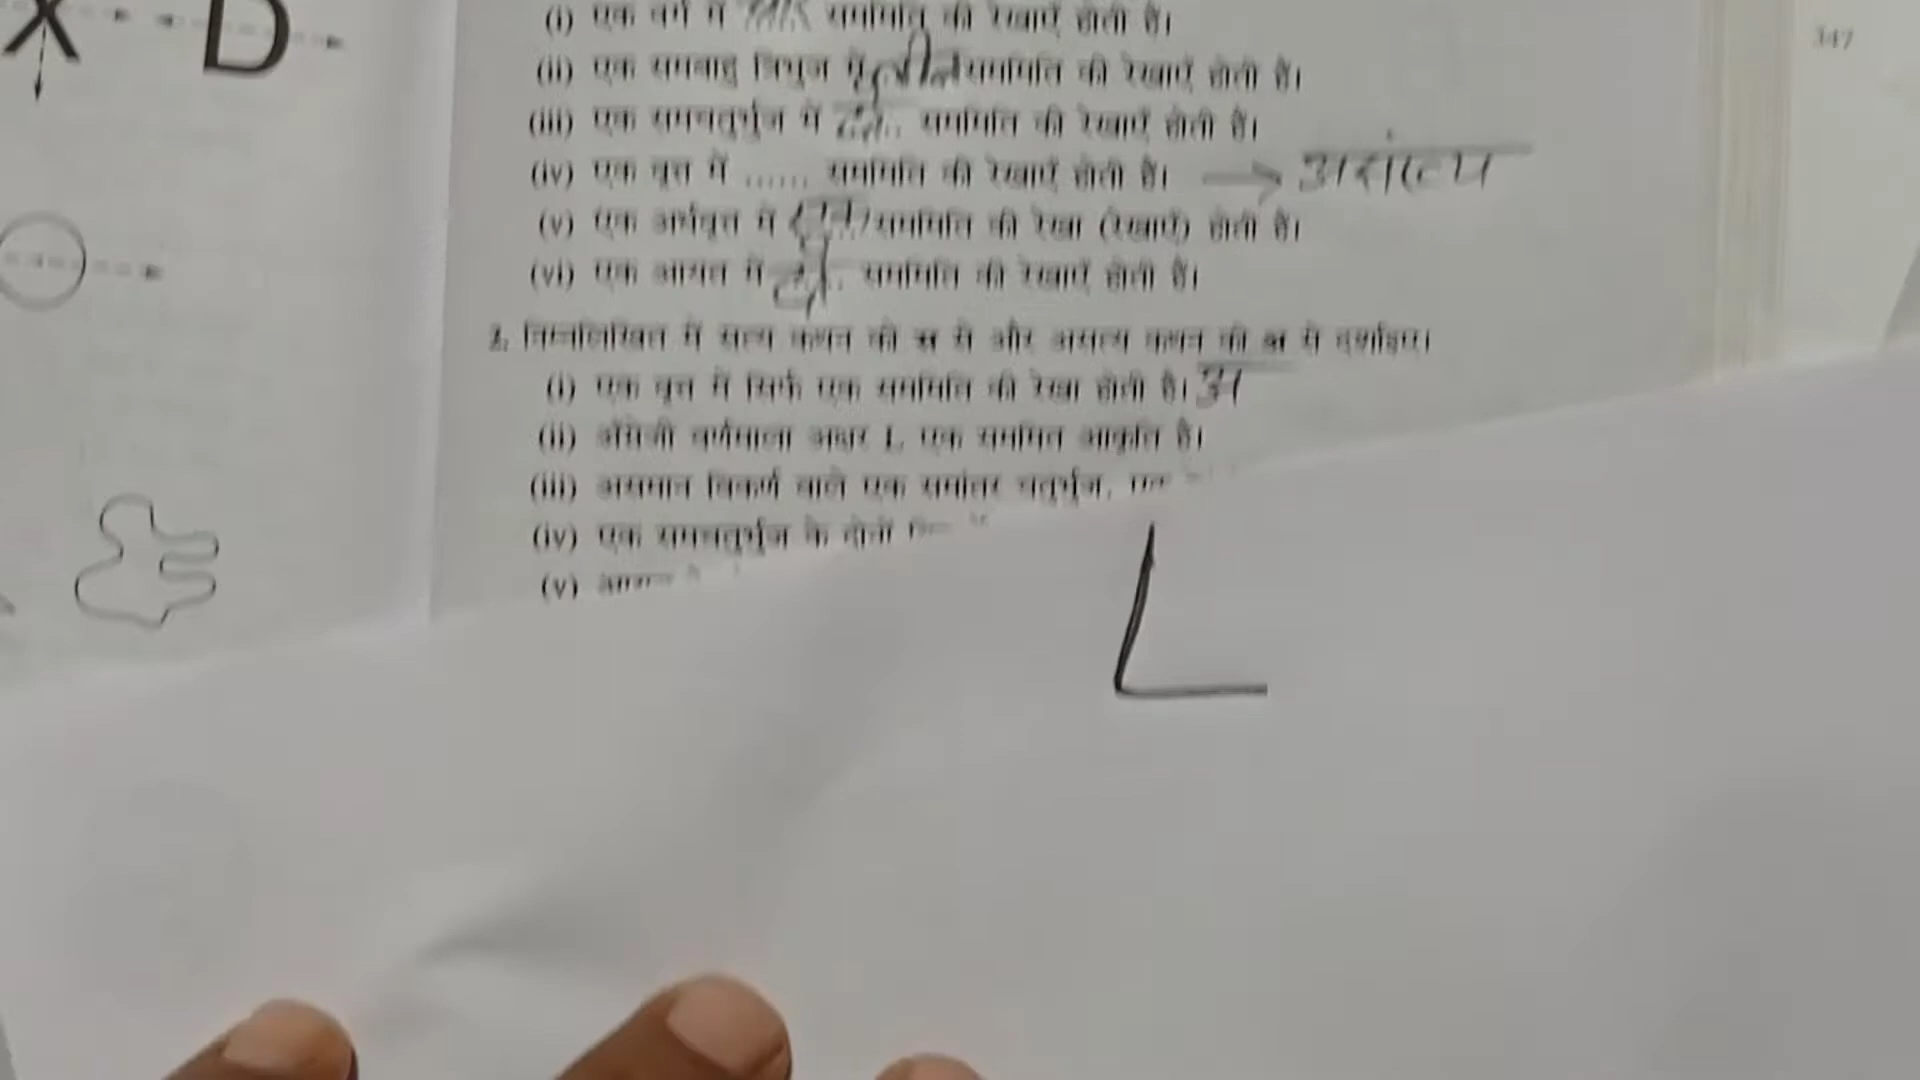 X D
347
(i) एक वर्ग में चार सममिति की रेखाएँ होती हैं।
(ii) एक समबाहु त्रिभुज में तीन सममिति की रेखाएँ होती हैं।
(iii) एक समचतुर्भुज में दो सममिति की रेखाएँ होती हैं।
(iv) एक वृत्त में ...... सममिति की रेखाएँ होती हैं। → असंख्य
(v) एक अर्धवृत्त में एक सममिति की रेखा (रेखाएँ) होती हैं।
(vi) एक आयत में दो सममिति की रेखाएँ होती हैं।
2. निम्नलिखित में सत्य कथन को स से और असत्य कथन को अ से दर्शाइए।
(i) एक वृत्त में सिर्फ एक सममिति की रेखा होती है। अ
(ii) अँग्रेजी वर्णमाला अक्षर L एक सममित आकृति है।
(iii) असमान विकर्ण वाले एक समांतर चतुर्भुज,
(iv) एक समचतुर्भुज के दोनों
(v)
L